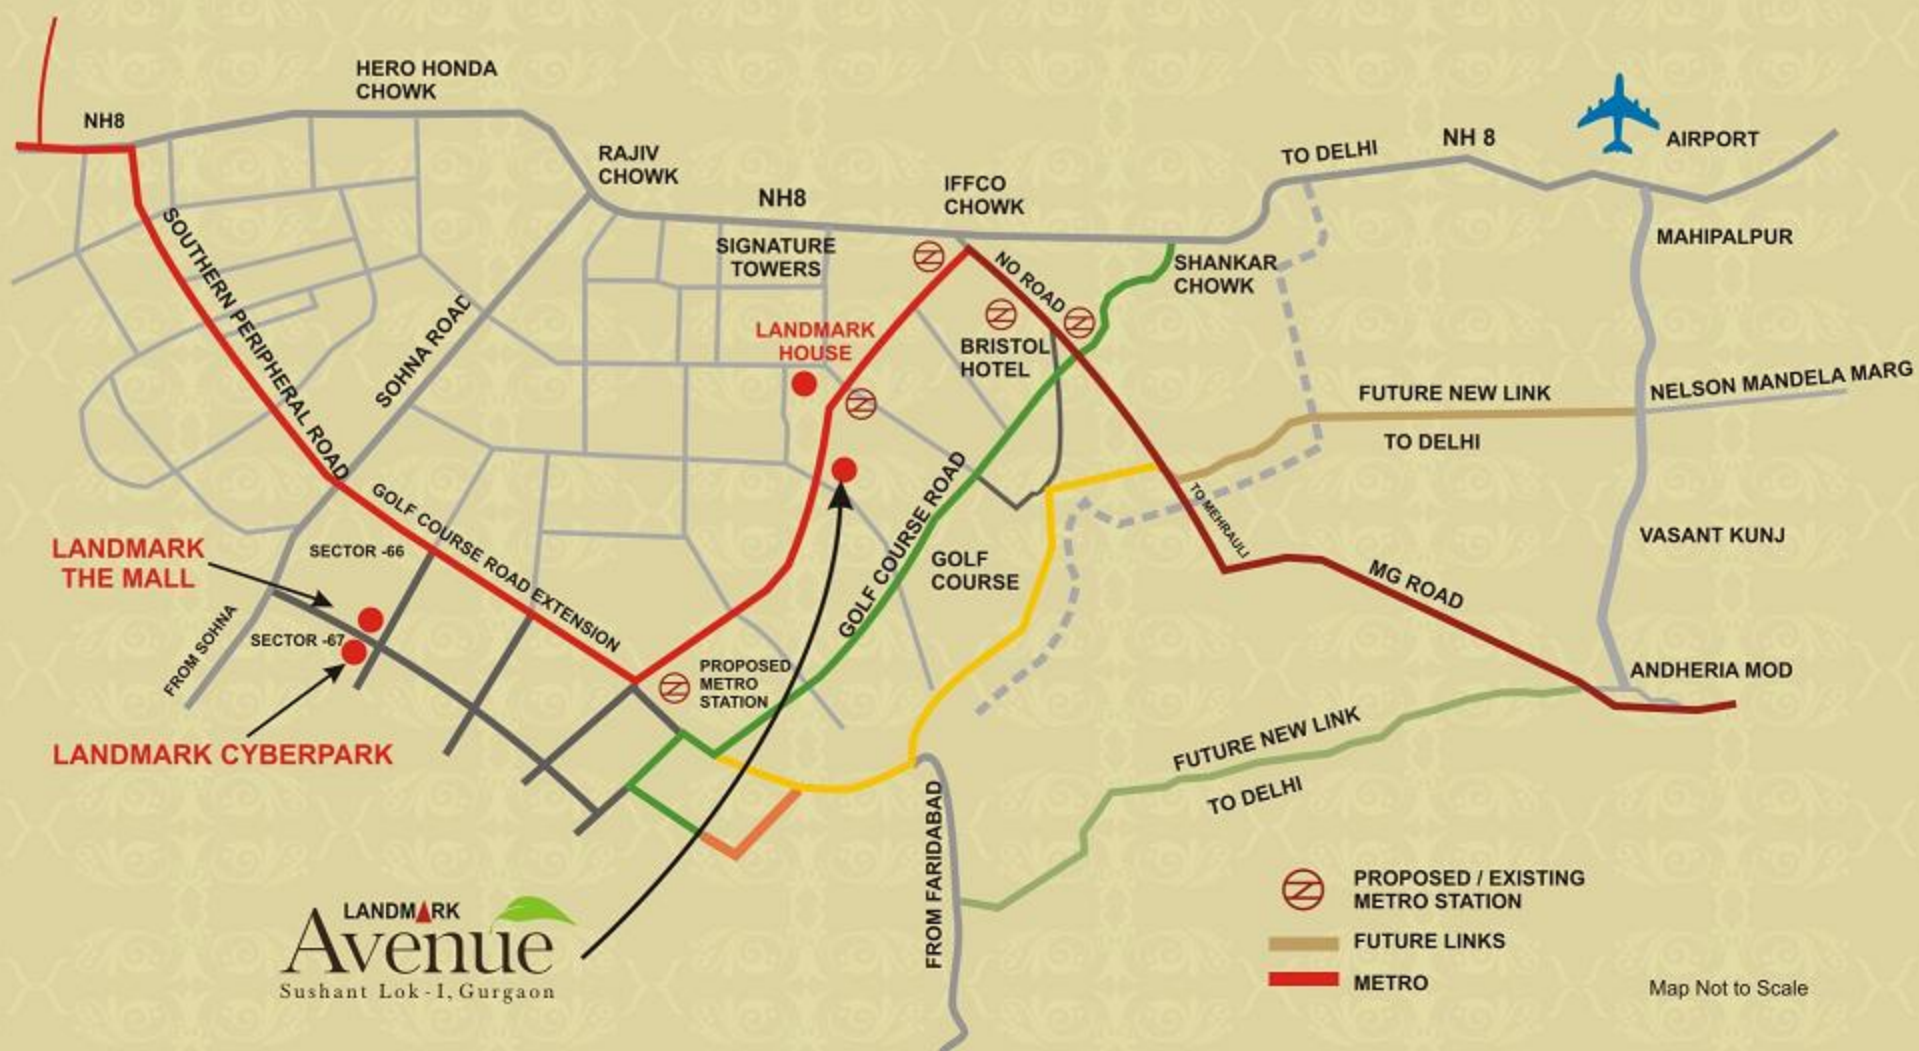 HERO HONDA
CHOWK
NH8
RAJIV
CHOWK
NH8
IFFCO
CHOWK
TO DELHI
NH 8
AIRPORT
MAHIPALPUR
SIGNATURE
TOWERS
NO ROAD
SHANKAR
CHOWK
SOUTHERN PERIPHERAL ROAD
SOHNA ROAD
LANDMARK
HOUSE
BRISTOL
HOTEL
FUTURE NEW LINK
TO DELHI
NELSON MANDELA MARG
GOLF COURSE ROAD EXTENSION
GOLF COURSE ROAD
TO MEHRAULI
VASANT KUNJ
LANDMARK
THE MALL
SECTOR -66
GOLF
COURSE
MG ROAD
FROM SOHNA
SECTOR -67
PROPOSED
METRO
STATION
ANDHERIA MOD
LANDMARK CYBERPARK
FUTURE NEW LINK
TO DELHI
FROM FARIDABAD
LANDMARK
Avenue
Sushant Lok-I, Gurgaon
PROPOSED / EXISTING
METRO STATION
FUTURE LINKS
METRO
Map Not to Scale